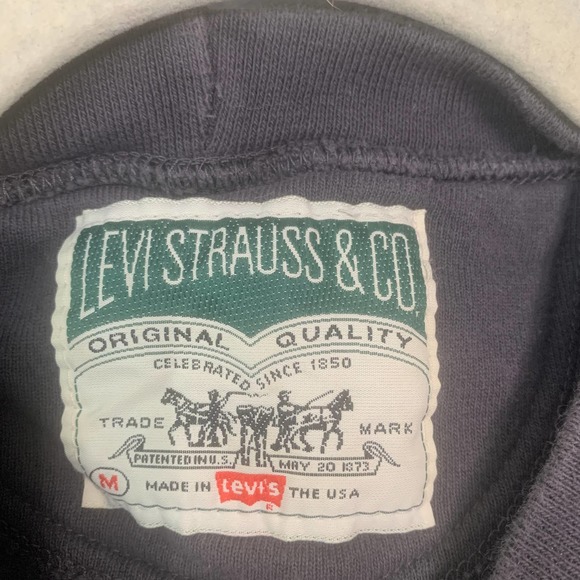 LEVI STRAUSS & CO.
ORIGINAL QUALITY
CELEBRATED SINCE 1850
TRADE MARK
PATENTED IN U.S. MAY 20 1873
M MADE IN Levi's ® THE USA